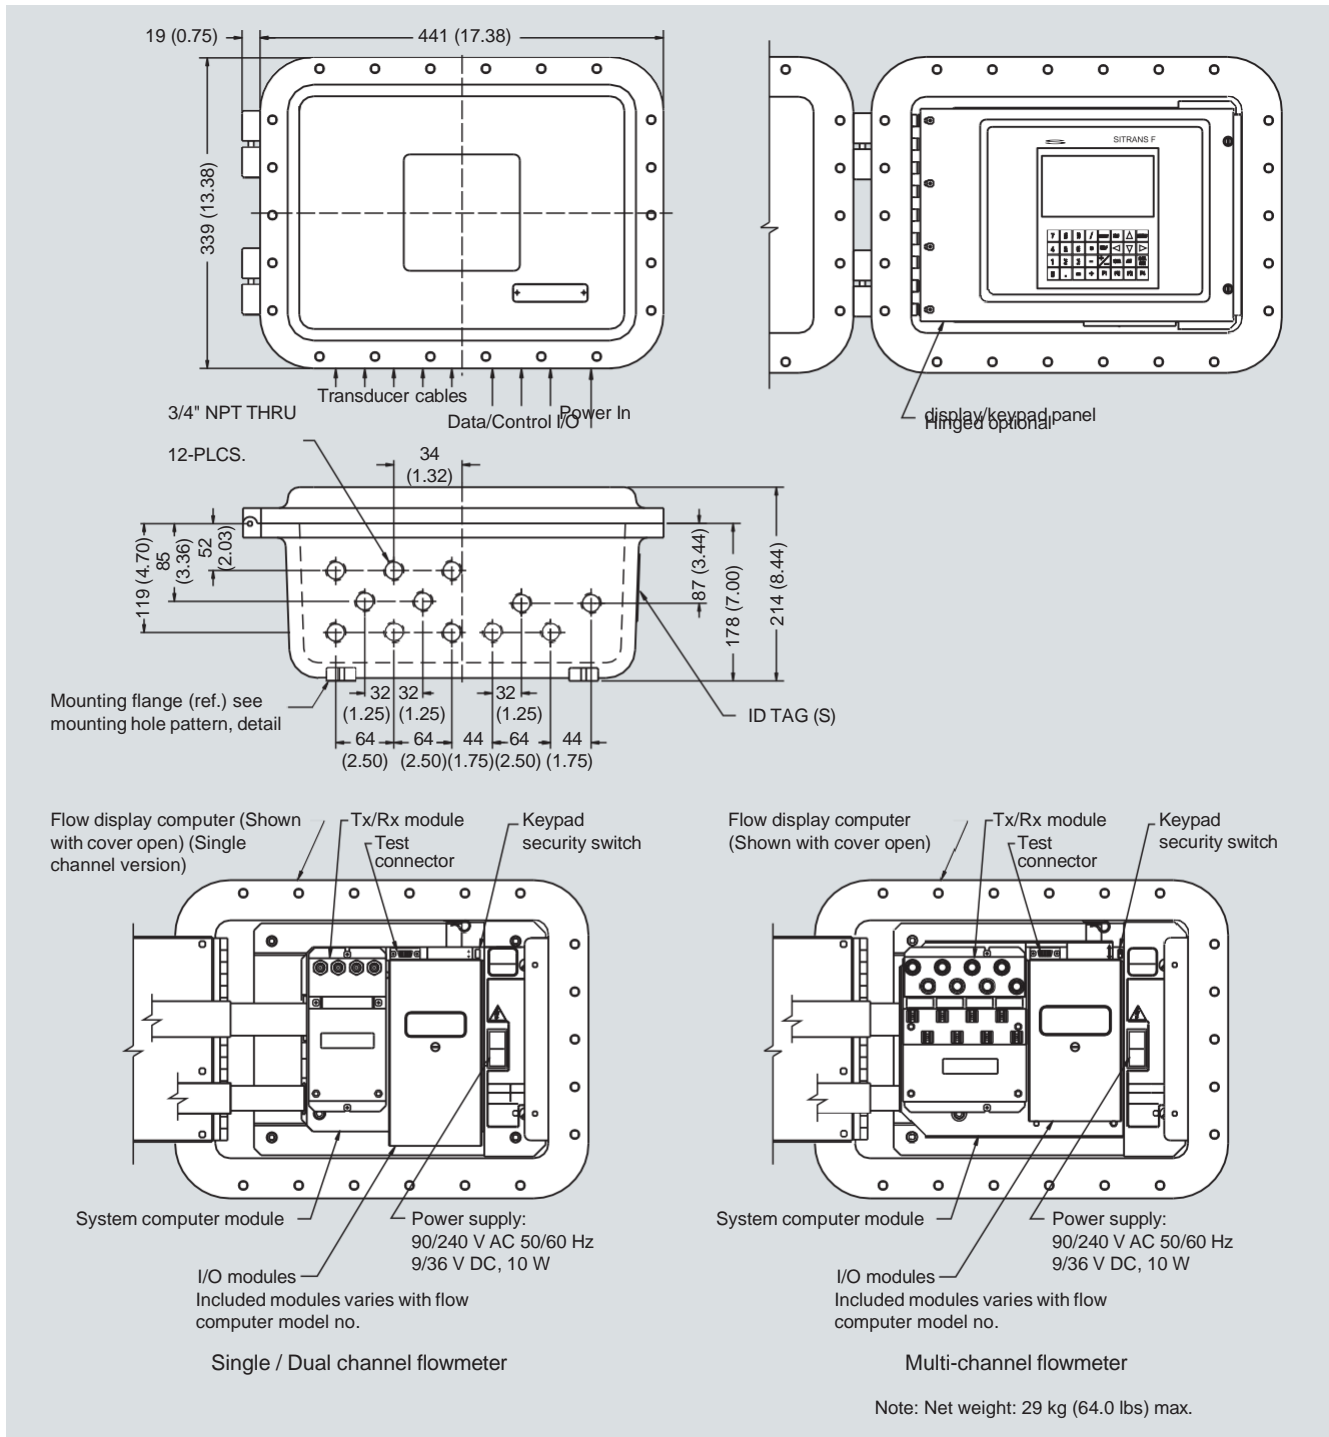 19 (0.75)
441 (17.38)
339 (13.38)
SITRANS F
Transducer cables
3/4" NPT THRU
12-PLCS.
Data/Control I/O
Power In
display/keypad panel
Hinged optional
34
(1.32)
119 (4.70)
85
(3.36)
52
(2.03)
87 (3.44)
178 (7.00)
214 (8.44)
Mounting flange (ref.) see
mounting hole pattern, detail
32
(1.25)
32
(1.25)
32
(1.25)
64
(2.50)
64
(2.50)
44
(1.75)
64
(2.50)
44
(1.75)
ID TAG (S)
Flow display computer (Shown
with cover open) (Single
channel version)
Tx/Rx module
Test
connector
Keypad
security switch
System computer module
Power supply:
90/240 V AC 50/60 Hz
9/36 V DC, 10 W
I/O modules
Included modules varies with flow
computer model no.
Single / Dual channel flowmeter
Flow display computer
(Shown with cover open)
Tx/Rx module
Test
connector
Keypad
security switch
System computer module
Power supply:
90/240 V AC 50/60 Hz
9/36 V DC, 10 W
I/O modules
Included modules varies with flow
computer model no.
Multi-channel flowmeter
Note: Net weight: 29 kg (64.0 lbs) max.